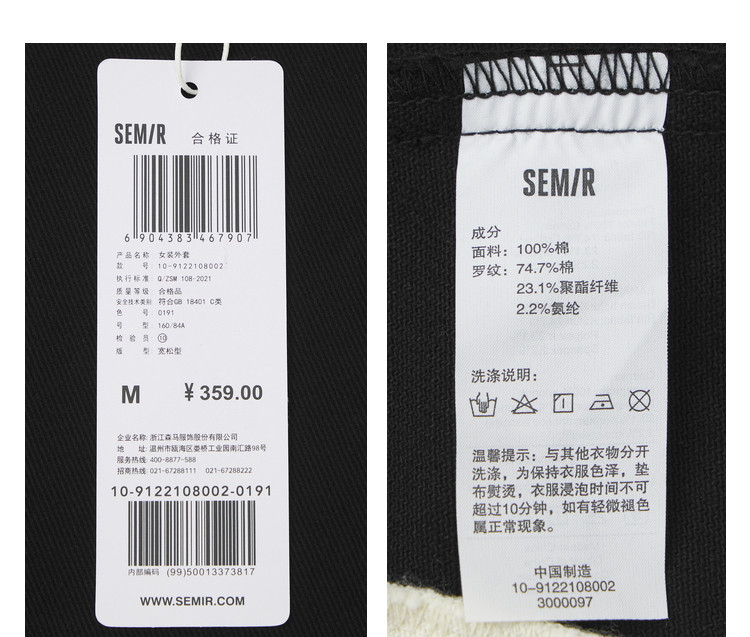 SEMIR 合格证
6 904383 467907
产品名称: 女装外套
款号: 10-9122108002
执行标准: Q/ZSM 108-2021
质量等级: 合格品
安全技术类别: 符合GB 18401 C类
色号: 0191
号型: 160/84A
检验员: ⑩
版型: 宽松型
M ¥359.00
企业名称: 浙江森马服饰股份有限公司
地址: 温州市瓯海区娄桥工业园南汇路98号
服务热线: 400-8877-588
招商热线: 021-67288111 021-67288222
10-9122108002-0191
内部编码 (99)50013373817
WWW.SEMIR.COM
SEMIR
成分
面料: 100%棉
罗纹: 74.7%棉
23.1%聚酯纤维
2.2%氨纶
洗涤说明:
温馨提示: 与其他衣物分开
洗涤, 为保持衣服色泽, 垫
布熨烫, 衣服浸泡时间不可
超过10分钟, 如有轻微褪色
属正常现象。
中国制造
10-9122108002
3000097